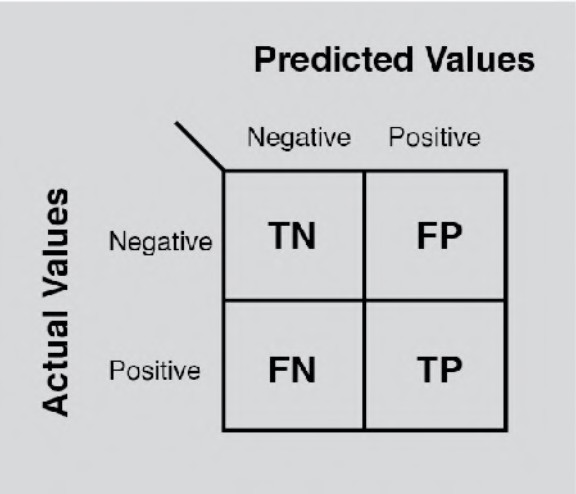 Predicted Values
Negative Positive
Actual Values
Negative TN FP
Positive FN TP